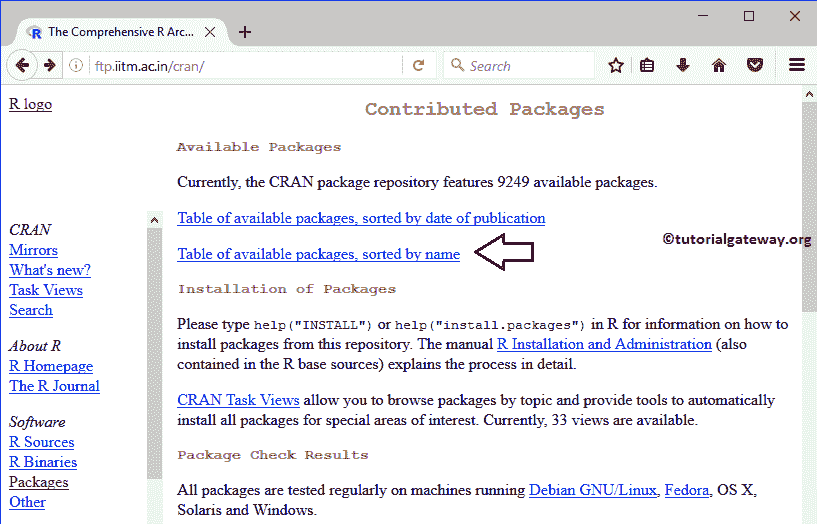 The Comprehensive R Arc...
ftp.iitm.ac.in/cran/
Search
R logo
CRAN
Mirrors
What's new?
Task Views
Search
About R
R Homepage
The R Journal
Software
R Sources
R Binaries
Packages
Other
Contributed Packages
Available Packages
Currently, the CRAN package repository features 9249 available packages.
Table of available packages, sorted by date of publication
Table of available packages, sorted by name
©tutorialgateway.org
Installation of Packages
Please type help("INSTALL") or help("install.packages") in R for information on how to
install packages from this repository. The manual R Installation and Administration (also
contained in the R base sources) explains the process in detail.
CRAN Task Views allow you to browse packages by topic and provide tools to automatically
install all packages for special areas of interest. Currently, 33 views are available.
Package Check Results
All packages are tested regularly on machines running Debian GNU/Linux, Fedora, OS X,
Solaris and Windows.